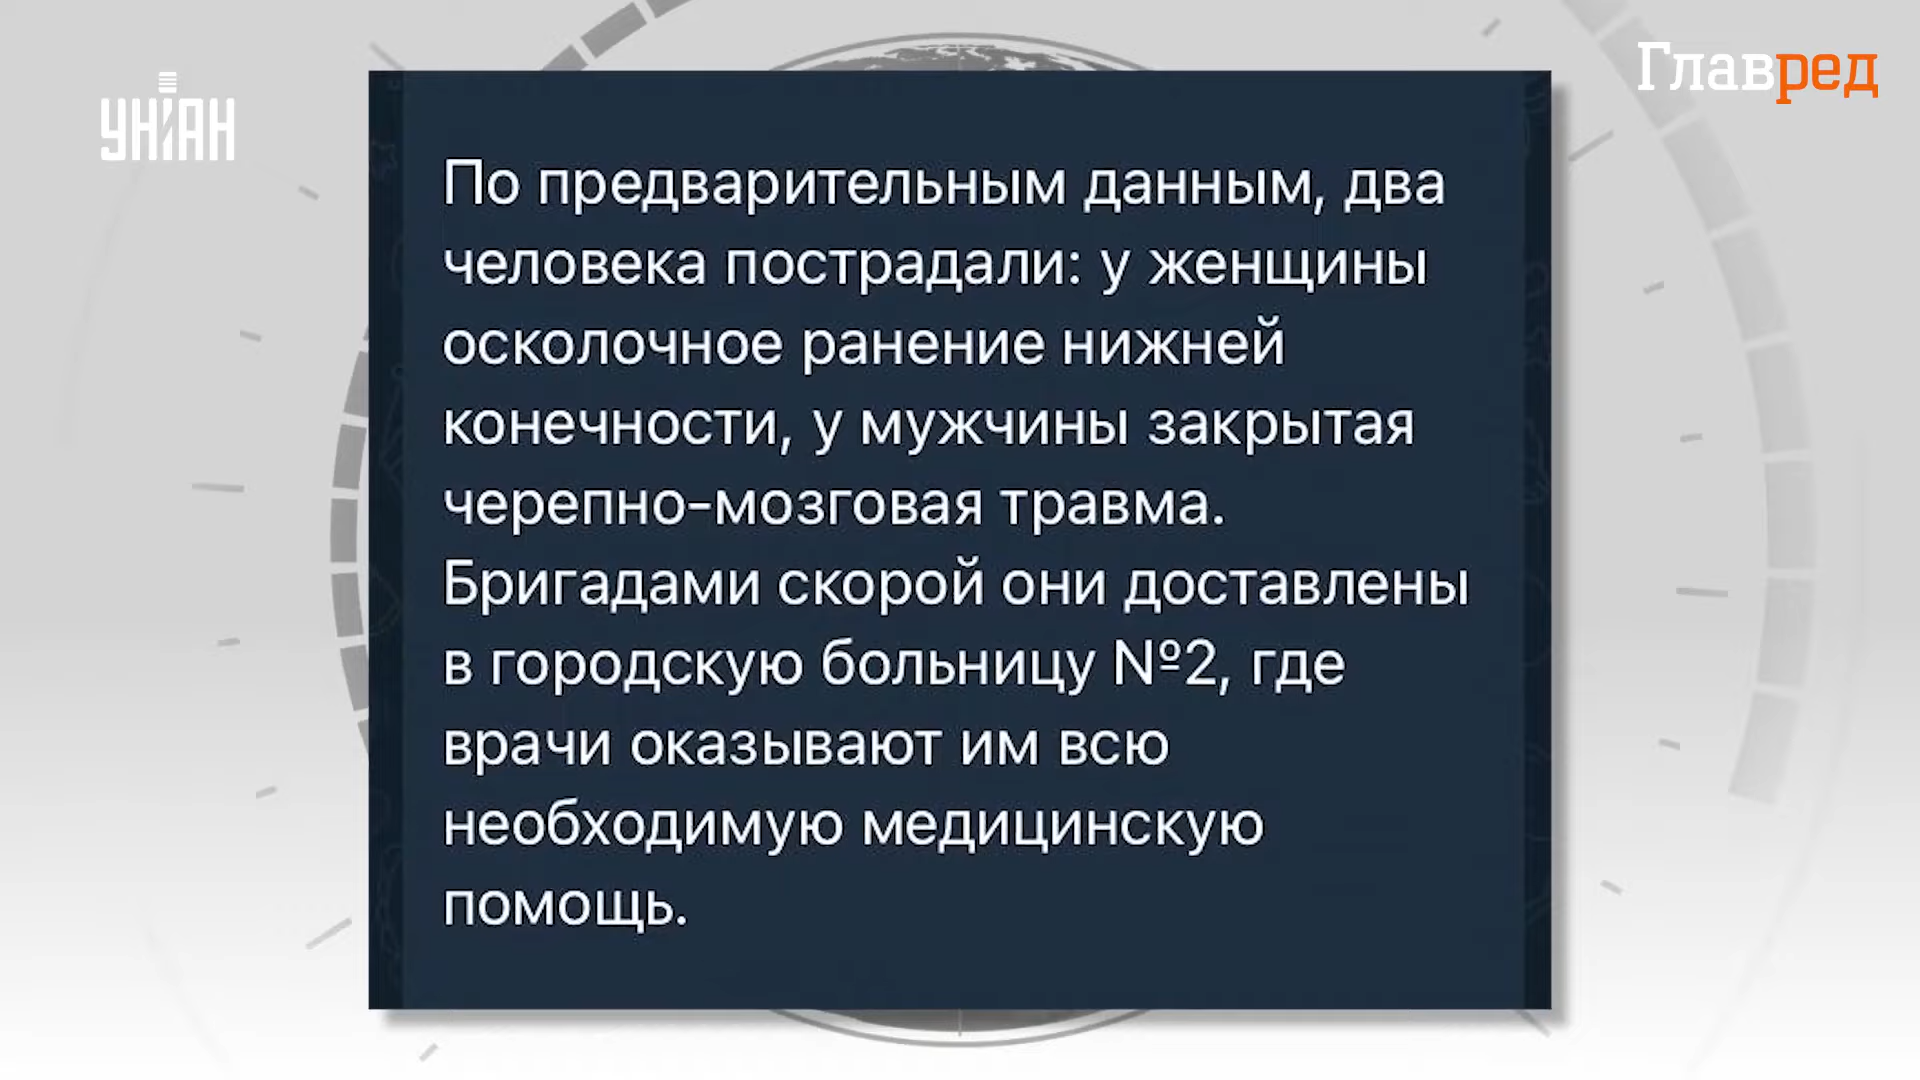 УНІАН
Главред
По предварительным данным, два
человека пострадали: у женщины
осколочное ранение нижней
конечности, у мужчины закрытая
черепно-мозговая травма.
Бригадами скорой они доставлены
в городскую больницу №2, где
врачи оказывают им всю
необходимую медицинскую
помощь.